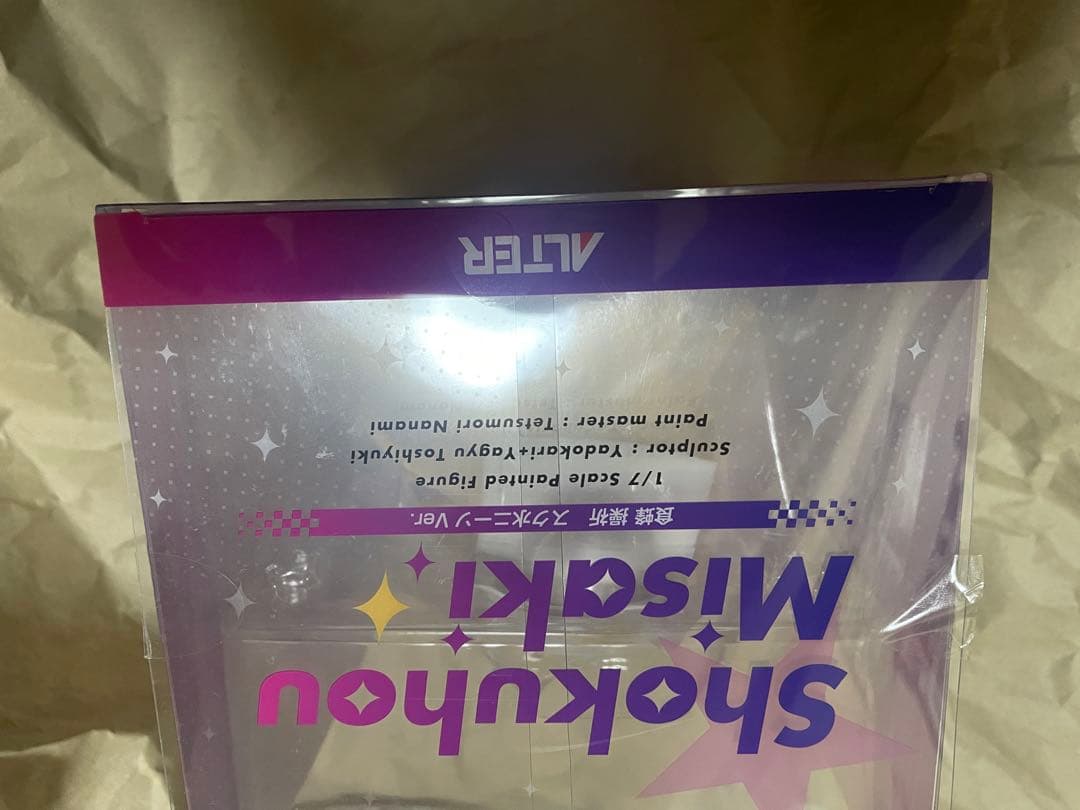 Shokuhou
Misaki
食蜂 操祈 スク水ニーソVer.
1/7 Scale Painted Figure
Sculptor : Yadokari+Yagyu Toshiyuki
Paint master : Tetsumori Nanami
ALTER